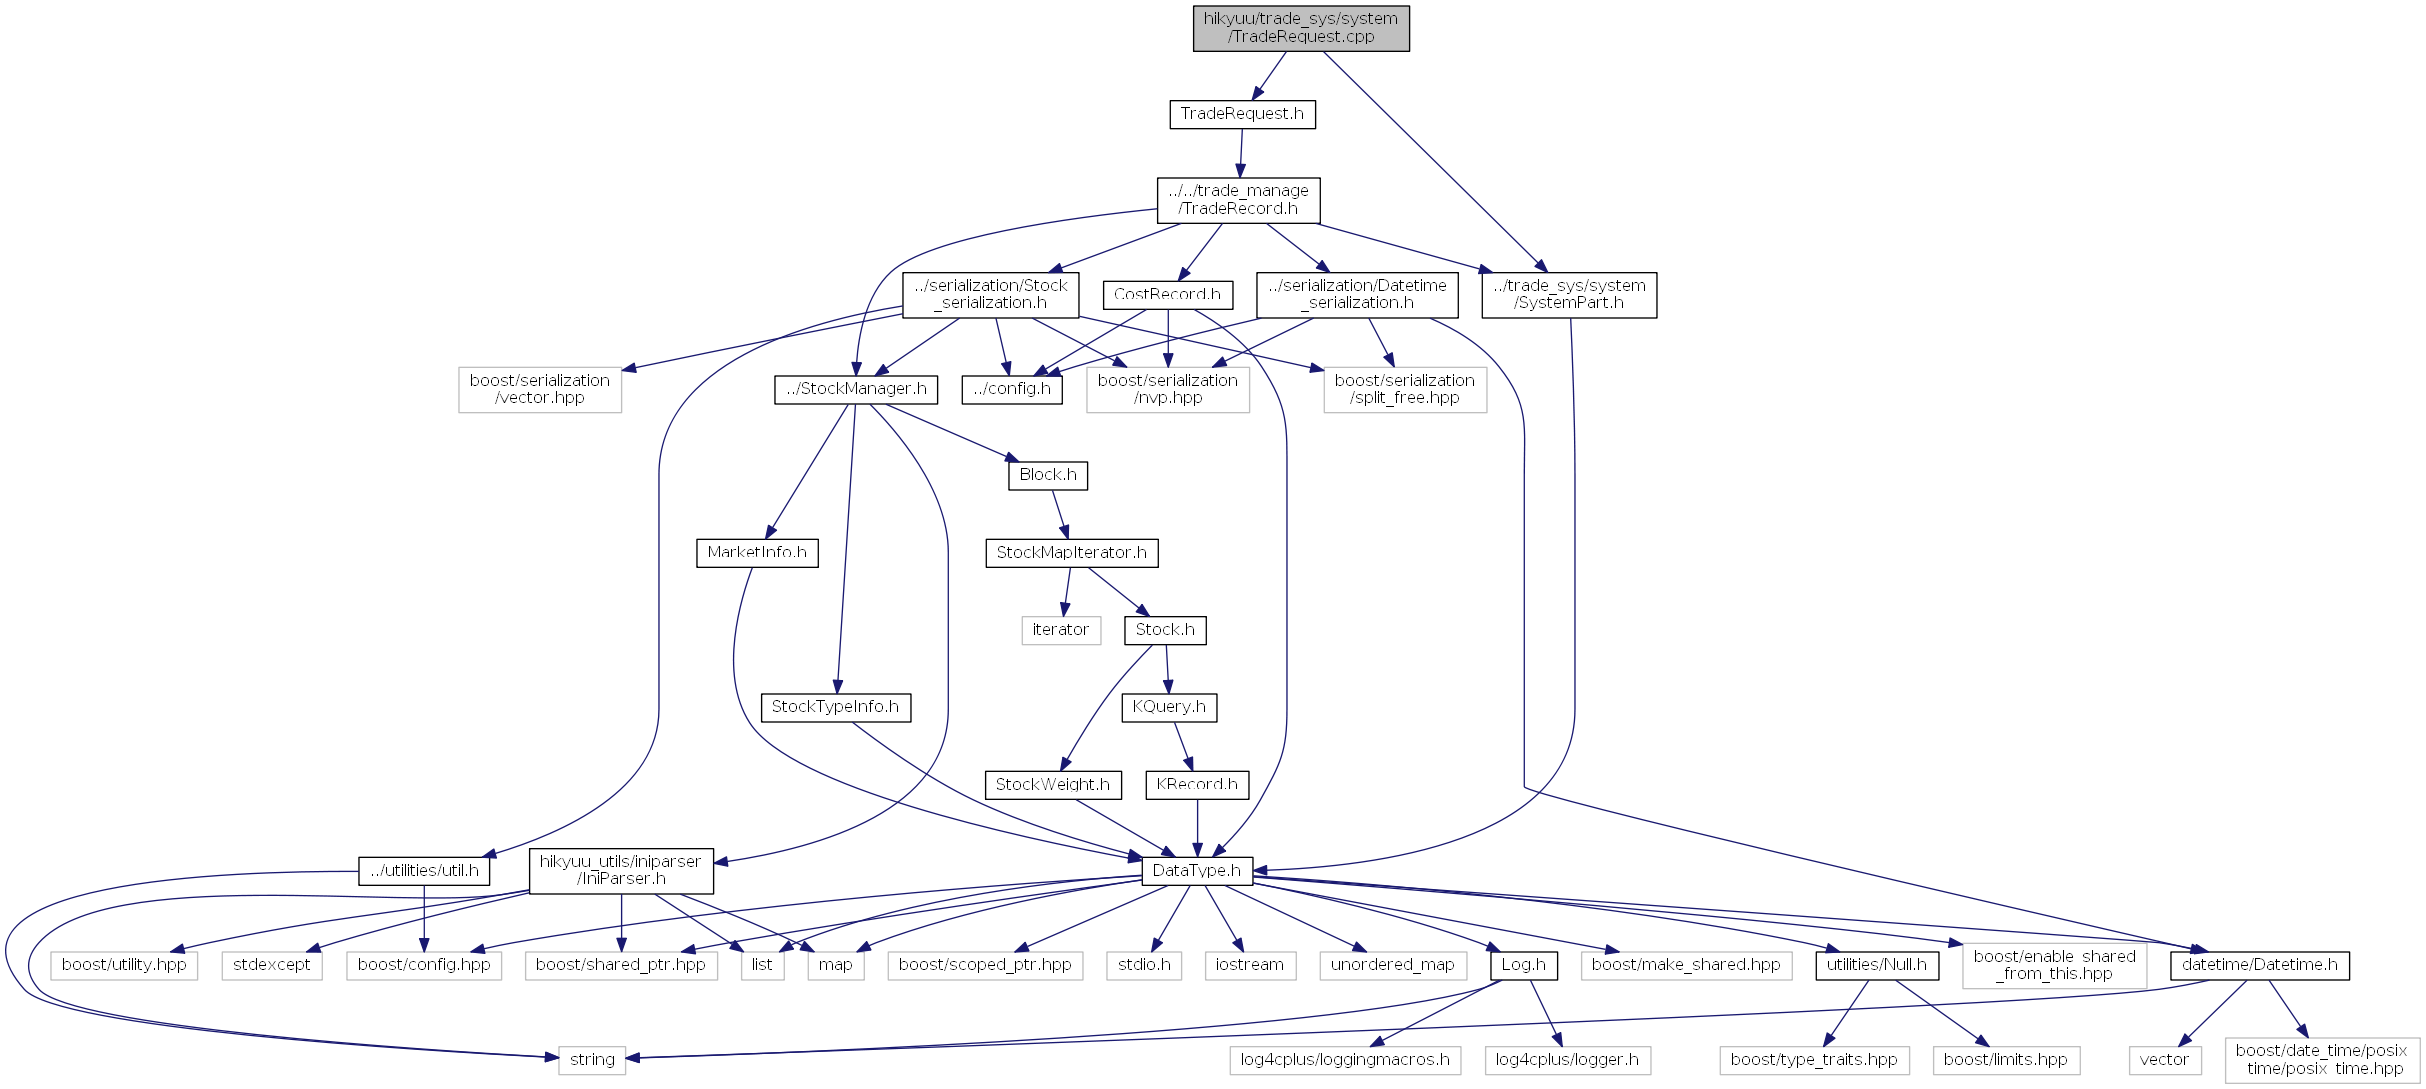 hikyuu/trade_sys/system
/TradeRequest.cpp
TradeRequest.h
../../trade_manage
/TradeRecord.h
../serialization/Stock
_serialization.h
CostRecord.h
../serialization/Datetime
_serialization.h
../trade_sys/system
/SystemPart.h
boost/serialization
/vector.hpp
../StockManager.h
../config.h
boost/serialization
/nvp.hpp
boost/serialization
/split_free.hpp
Block.h
MarketInfo.h
StockMapIterator.h
iterator
Stock.h
StockTypeInfo.h
KQuery.h
StockWeight.h
KRecord.h
../utilities/util.h
hikyuu_utils/iniparser
/IniParser.h
DataType.h
boost/utility.hpp
stdexcept
boost/config.hpp
boost/shared_ptr.hpp
list
map
boost/scoped_ptr.hpp
stdio.h
iostream
unordered_map
Log.h
boost/make_shared.hpp
utilities/Null.h
boost/enable_shared
_from_this.hpp
datetime/Datetime.h
string
log4cplus/loggingmacros.h
log4cplus/logger.h
boost/type_traits.hpp
boost/limits.hpp
vector
boost/date_time/posix
_time/posix_time.hpp